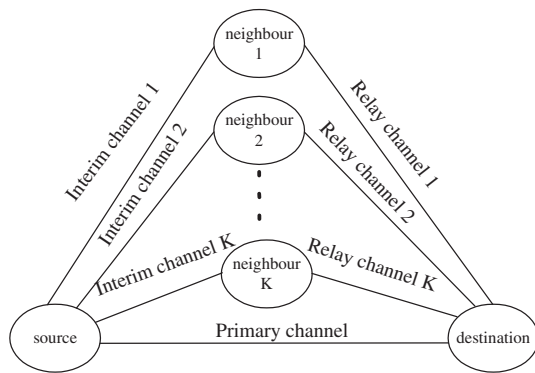 neighbour
1
Interim channel 1
Relay channel 1
neighbour
2
Interim channel 2
Relay channel 2
Interim channel K
neighbour
K
Relay channel K
source
Primary channel
destination